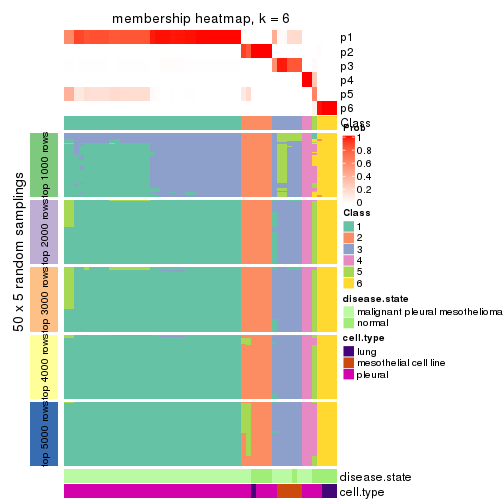 membership heatmap, k = 6
p1
p2
p3
p4
p5
p6
Class
Prob
1
0.8
0.6
0.4
0.2
0
Class
1
2
3
4
5
6
disease.state
malignant pleural mesothelioma
normal
cell.type
lung
mesothelial cell line
pleural
50 x 5 random samplings
top 1000 rows
top 2000 rows
top 3000 rows
top 4000 rows
top 5000 rows
disease.state
cell.type